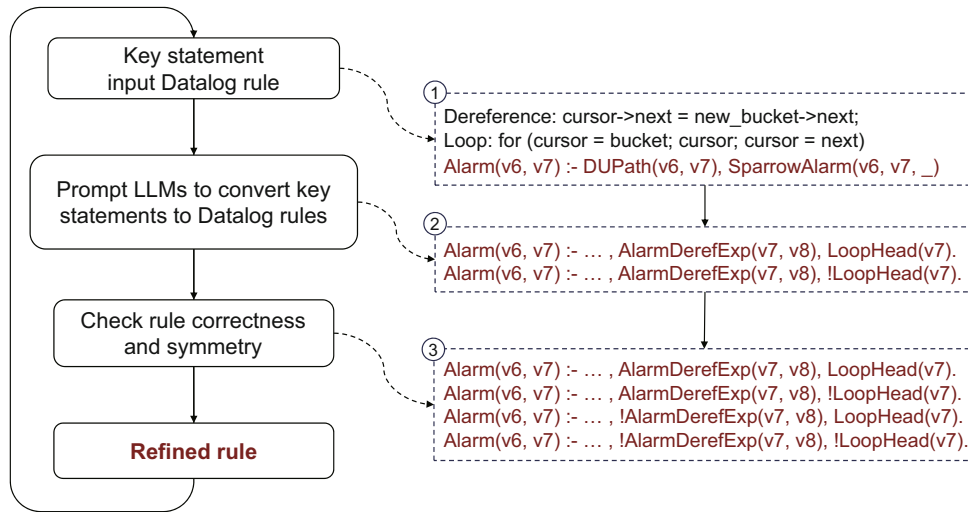 Key statement
input Datalog rule
Prompt LLMs to convert key
statements to Datalog rules
Check rule correctness
and symmetry
Refined rule
1
Dereference: cursor->next = new_bucket->next;
Loop: for (cursor = bucket; cursor; cursor = next)
Alarm(v6, v7) :- DUPath(v6, v7), SparrowAlarm(v6, v7, _)
2
Alarm(v6, v7) :- … , AlarmDerefExp(v7, v8), LoopHead(v7).
Alarm(v6, v7) :- … , AlarmDerefExp(v7, v8), !LoopHead(v7).
3
Alarm(v6, v7) :- … , AlarmDerefExp(v7, v8), LoopHead(v7).
Alarm(v6, v7) :- … , AlarmDerefExp(v7, v8), !LoopHead(v7).
Alarm(v6, v7) :- … , !AlarmDerefExp(v7, v8), LoopHead(v7).
Alarm(v6, v7) :- … , !AlarmDerefExp(v7, v8), !LoopHead(v7).